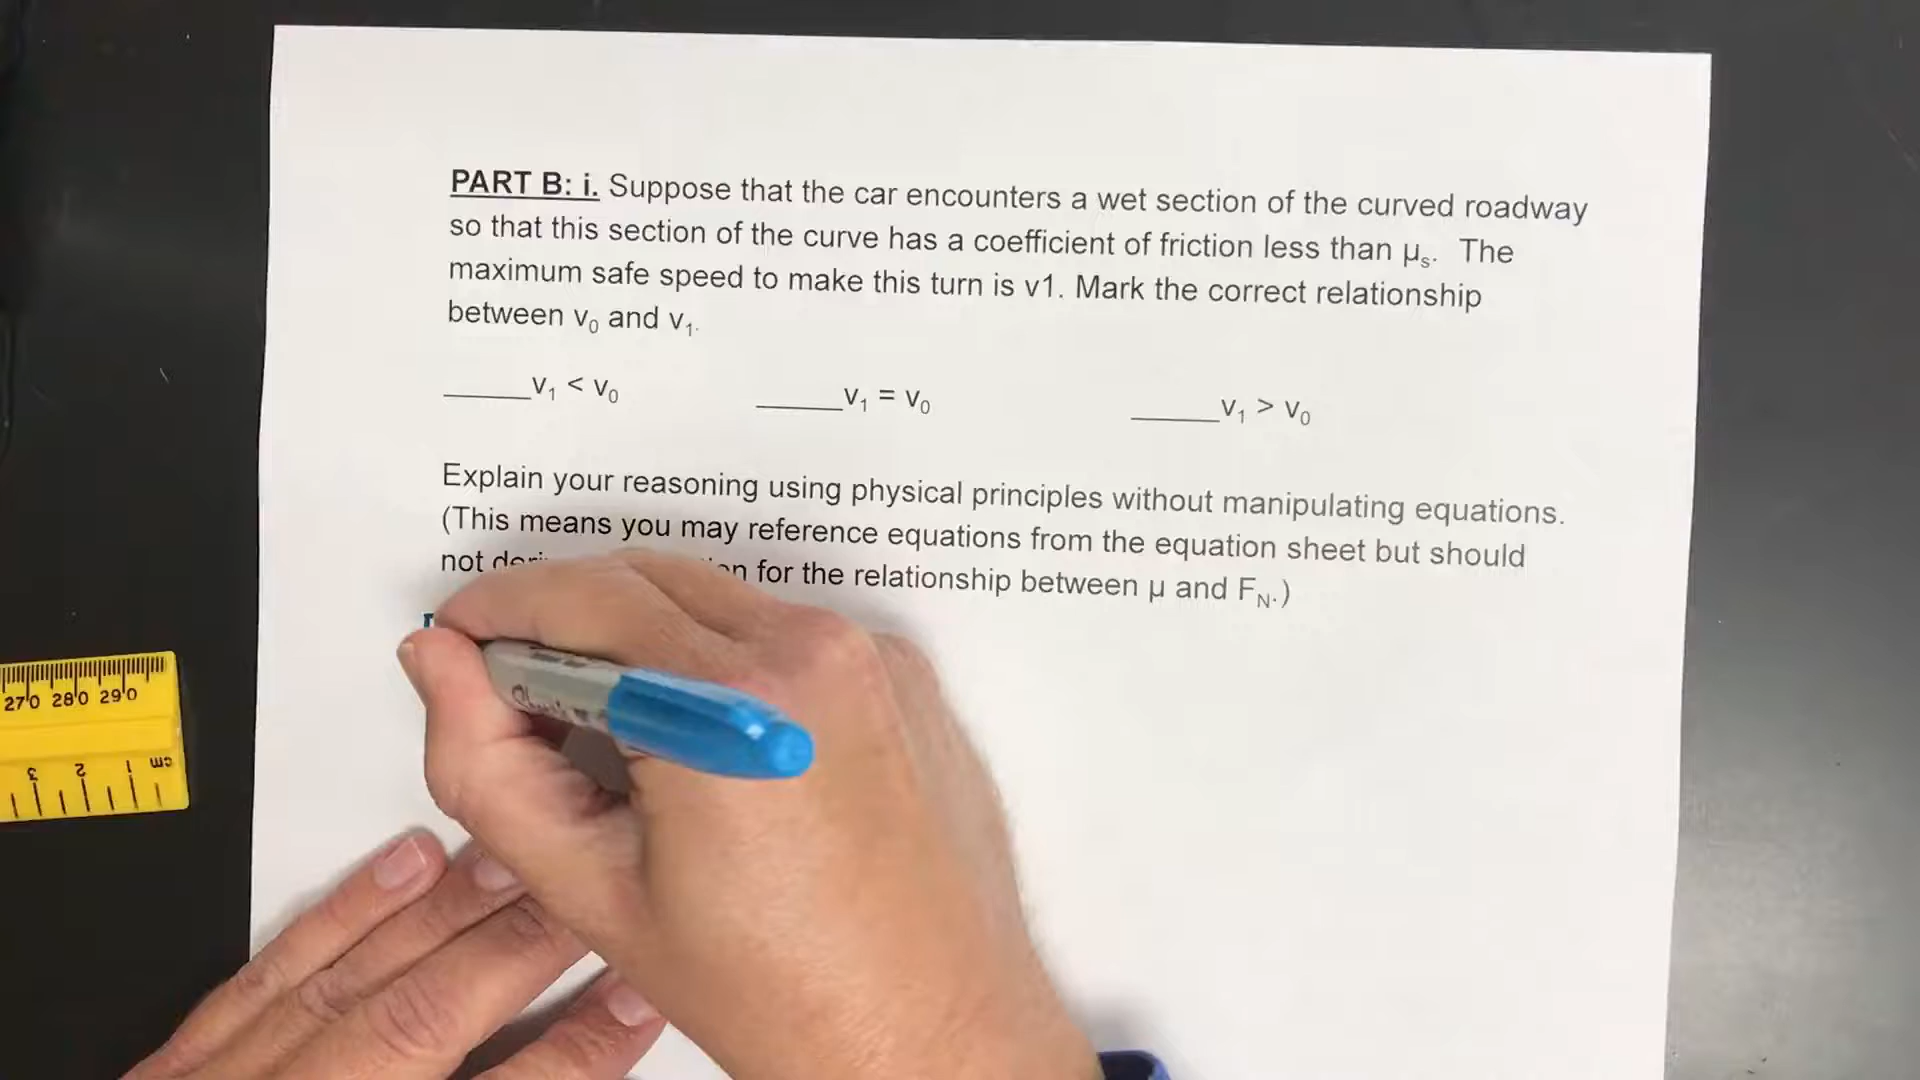 PART B: i. Suppose that the car encounters a wet section of the curved roadway
so that this section of the curve has a coefficient of friction less than μs. The
maximum safe speed to make this turn is v1. Mark the correct relationship
between v0 and v1.
_____v1 < v0 _____v1 = v0 _____v1 > v0
Explain your reasoning using physical principles without manipulating equations.
(This means you may reference equations from the equation sheet but should
not for the relationship between μ and FN.)
270 280 290
3 2 1 cm